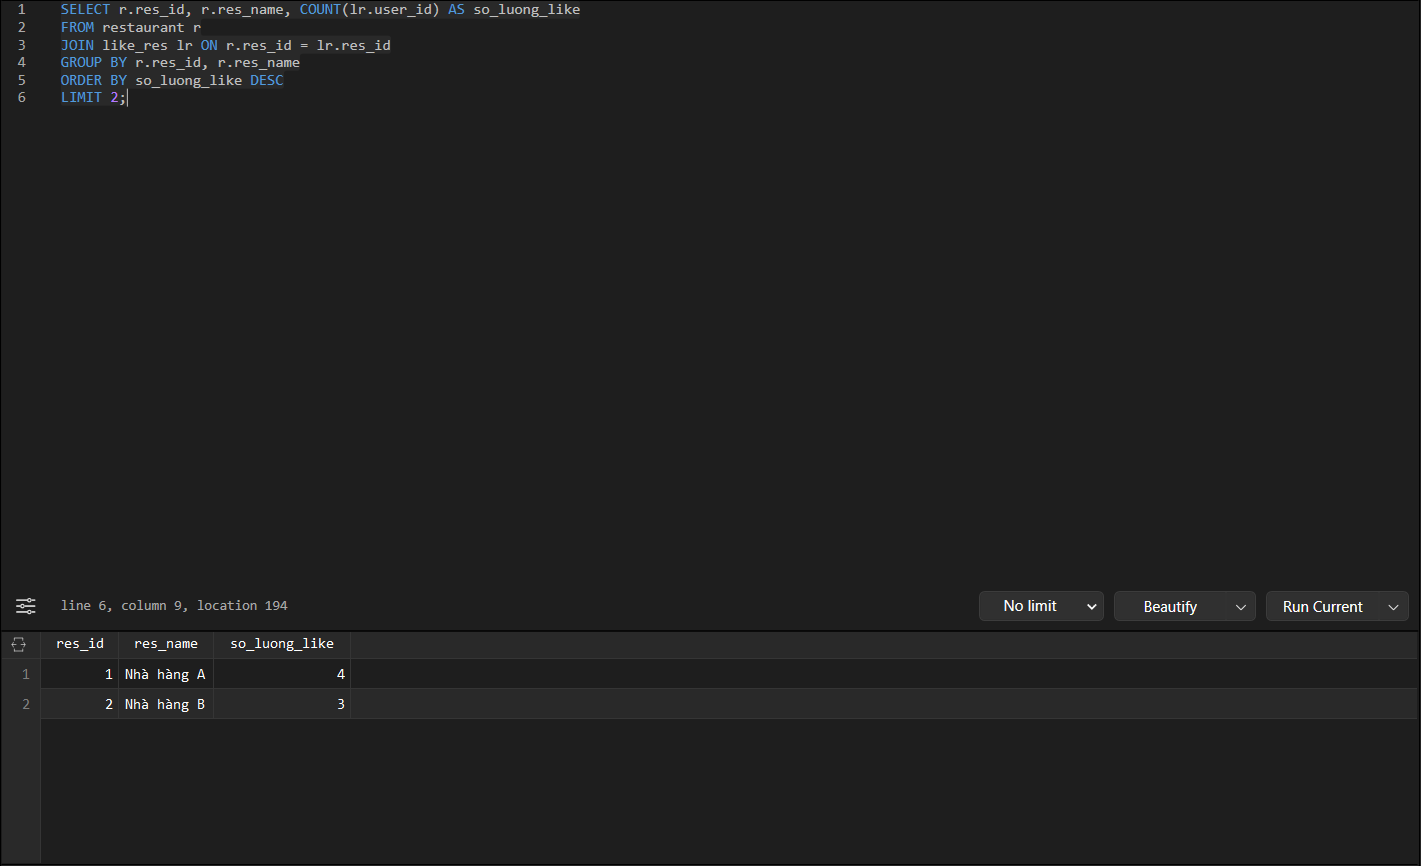 1 SELECT r.res_id, r.res_name, COUNT(lr.user_id) AS so_luong_like
2 FROM restaurant r
3 JOIN like_res lr ON r.res_id = lr.res_id
4 GROUP BY r.res_id, r.res_name
5 ORDER BY so_luong_like DESC
6 LIMIT 2;
line 6, column 9, location 194 No limit Beautify Run Current
res_id res_name so_luong_like
1 1 Nhà hàng A 4
2 2 Nhà hàng B 3